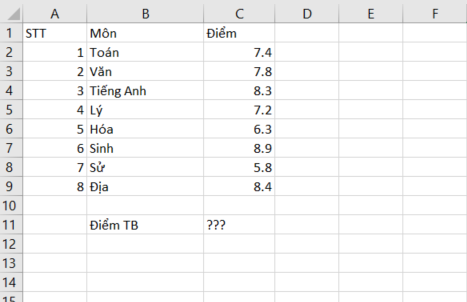 A B C D E F
1 STT Môn Điểm
2 1 Toán 7.4
3 2 Văn 7.8
4 3 Tiếng Anh 8.3
5 4 Lý 7.2
6 5 Hóa 6.3
7 6 Sinh 8.9
8 7 Sử 5.8
9 8 Địa 8.4
10
11 Điểm TB ???
12
13
14
15